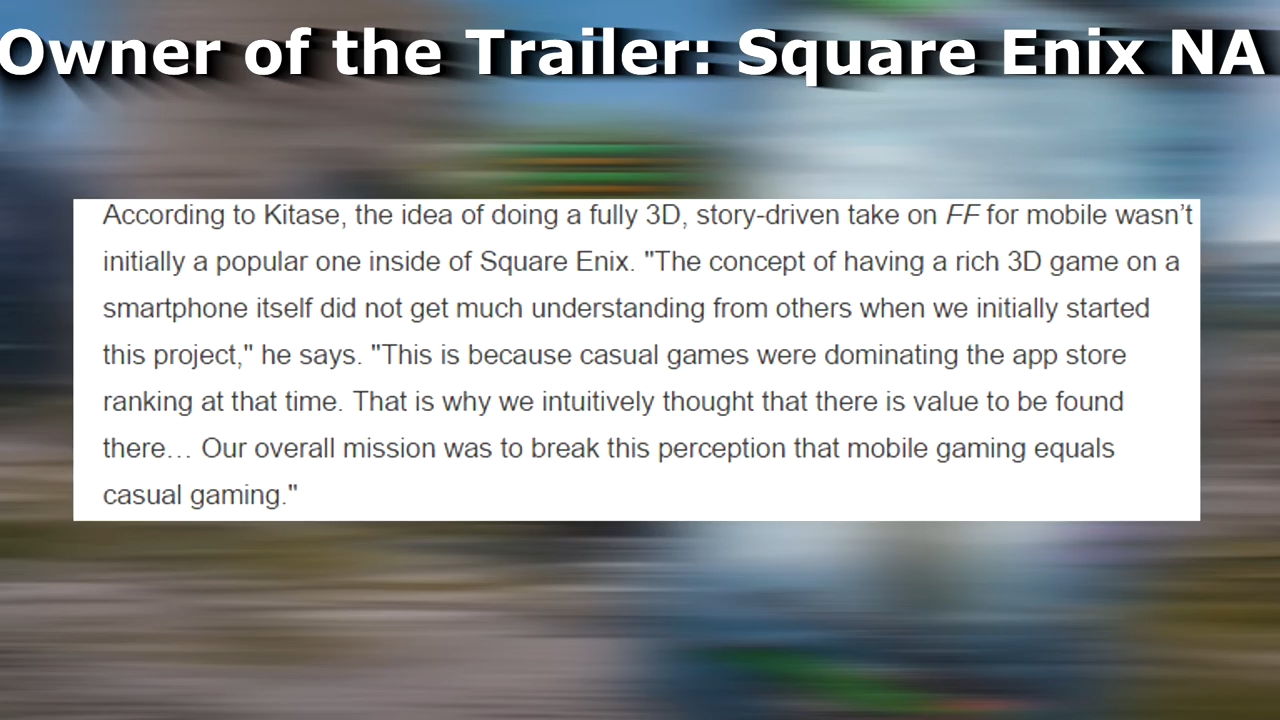 Owner of the Trailer: Square Enix NA
According to Kitase, the idea of doing a fully 3D, story-driven take on FF for mobile wasn’t
initially a popular one inside of Square Enix. "The concept of having a rich 3D game on a
smartphone itself did not get much understanding from others when we initially started
this project," he says. "This is because casual games were dominating the app store
ranking at that time. That is why we intuitively thought that there is value to be found
there… Our overall mission was to break this perception that mobile gaming equals
casual gaming."